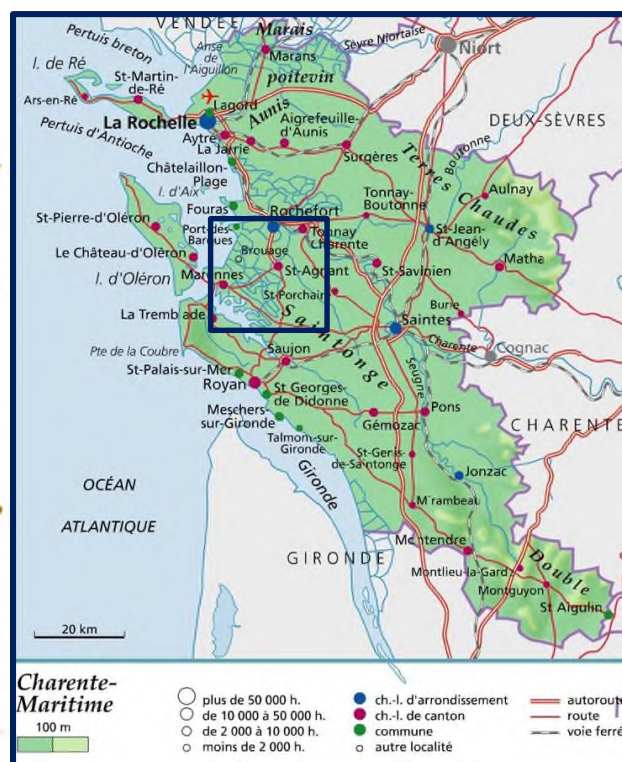 VENDÉE
Marais
poitevin
Pertuis breton
Anse
de
l'Aiguillon
Marans
Sèvre Niortaise
Niort
I. de Ré
St-Martin-
de-Ré
Ars-en-Ré
Lagord
La Rochelle
Aunis
Aigrefeuille-
d'Aunis
DEUX-SÈVRES
Pertuis d'Antioche
Aytré
La Jarrie
Surgères
Châtelaillon-
Plage
Terres Chaudes
Boutonne
I. d'Aix
Fouras
Rochefort
Tonnay-
Boutonne
Aulnay
St-Pierre-d'Oléron
Port-des-
Barques
Tonnay
Charente
St-Jean-
d'Angély
Brouage
Le Château-d'Oléron
St-Agnant
St-Savinien
Matha
I. d'Oléron
Marennes
St-Porchaire
Burie
La Tremblade
Saintonge
Saintes
Charente
Cognac
Pte de la Coubre
Saujon
Seugne
St-Palais-sur-Mer
Royan
St Georges-
de Didonne
Meschers-
sur-Gironde
Gémozac
Pons
CHARENTE
Talmont-sur-
Gironde
St-Genis-
de-Saintonge
Gironde
Jonzac
OCÉAN
ATLANTIQUE
Mirambeau
GIRONDE
Montendre
Double
Montlieu-la-Garde
Montguyon
St Aigulin
20 km
Charente-
Maritime
100 m
plus de 50 000 h.
de 10 000 à 50 000 h.
de 2 000 à 10 000 h.
moins de 2 000 h.
ch.-l. d'arrondissement
ch.-l. de canton
commune
autre localité
autoroute
route
voie ferré